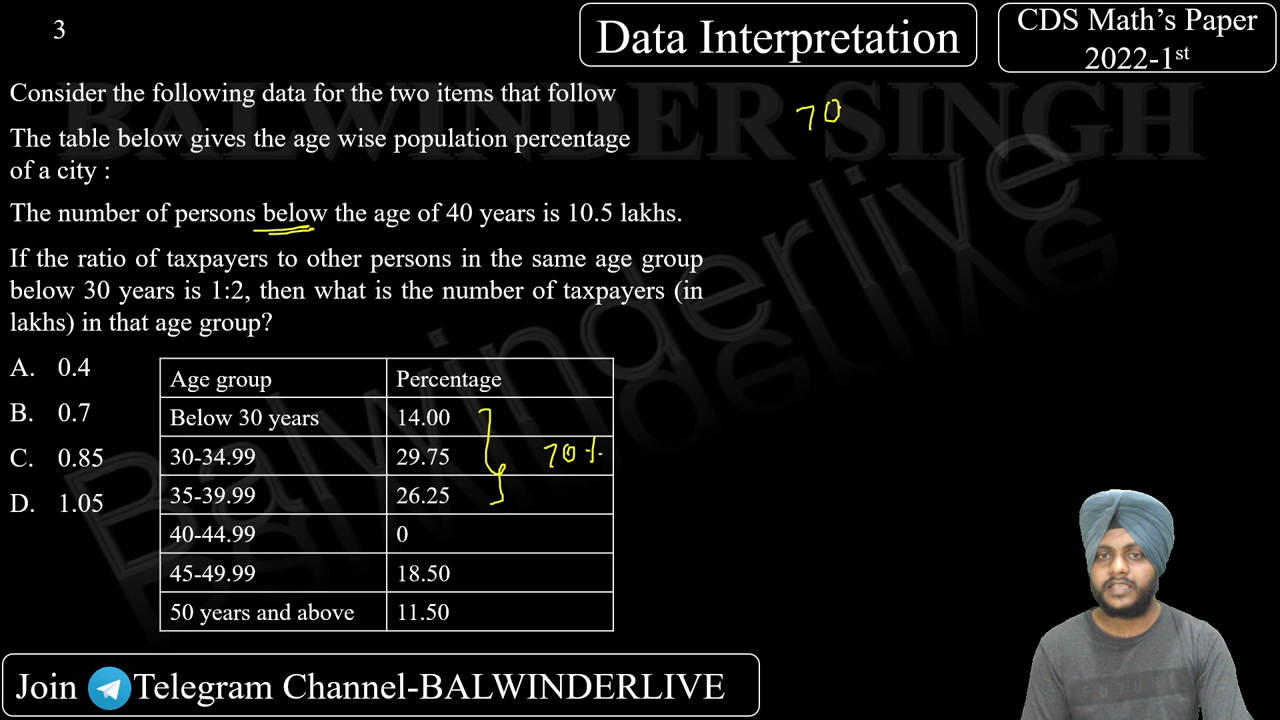 3
Data Interpretation
CDS Math's Paper
2022-1st
BALWINDER SINGH
Consider the following data for the two items that follow
70
The table below gives the age wise population percentage
of a city :
The number of persons below the age of 40 years is 10.5 lakhs.
If the ratio of taxpayers to other persons in the same age group
below 30 years is 1:2, then what is the number of taxpayers (in
lakhs) in that age group?
A. 0.4
B. 0.7
C. 0.85
D. 1.05
Age group Percentage
Below 30 years 14.00
30-34.99 29.75 70%
35-39.99 26.25
40-44.99 0
45-49.99 18.50
50 years and above 11.50
Balwinderlive
FUTURE
Join Telegram Channel-BALWINDERLIVE